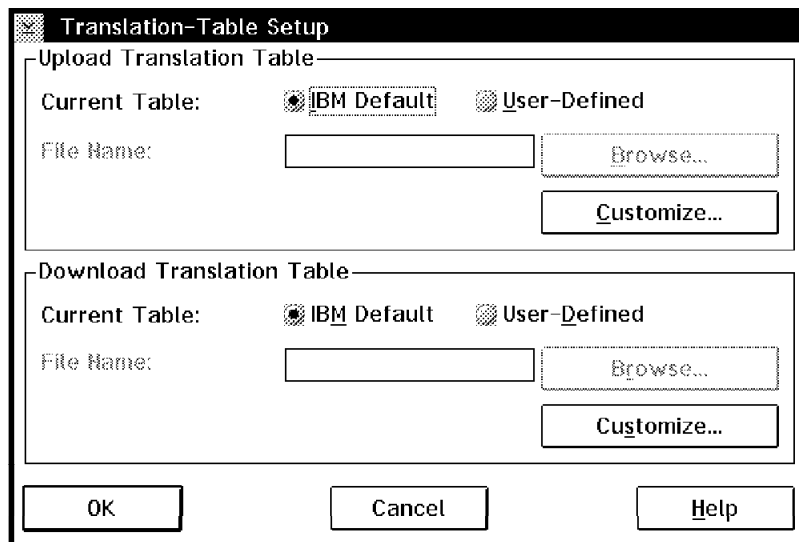 Translation-Table Setup
Upload Translation Table
Current Table: IBM Default User-Defined
File Name: Browse...
Customize...
Download Translation Table
Current Table: IBM Default User-Defined
File Name: Browse...
Customize...
OK Cancel Help